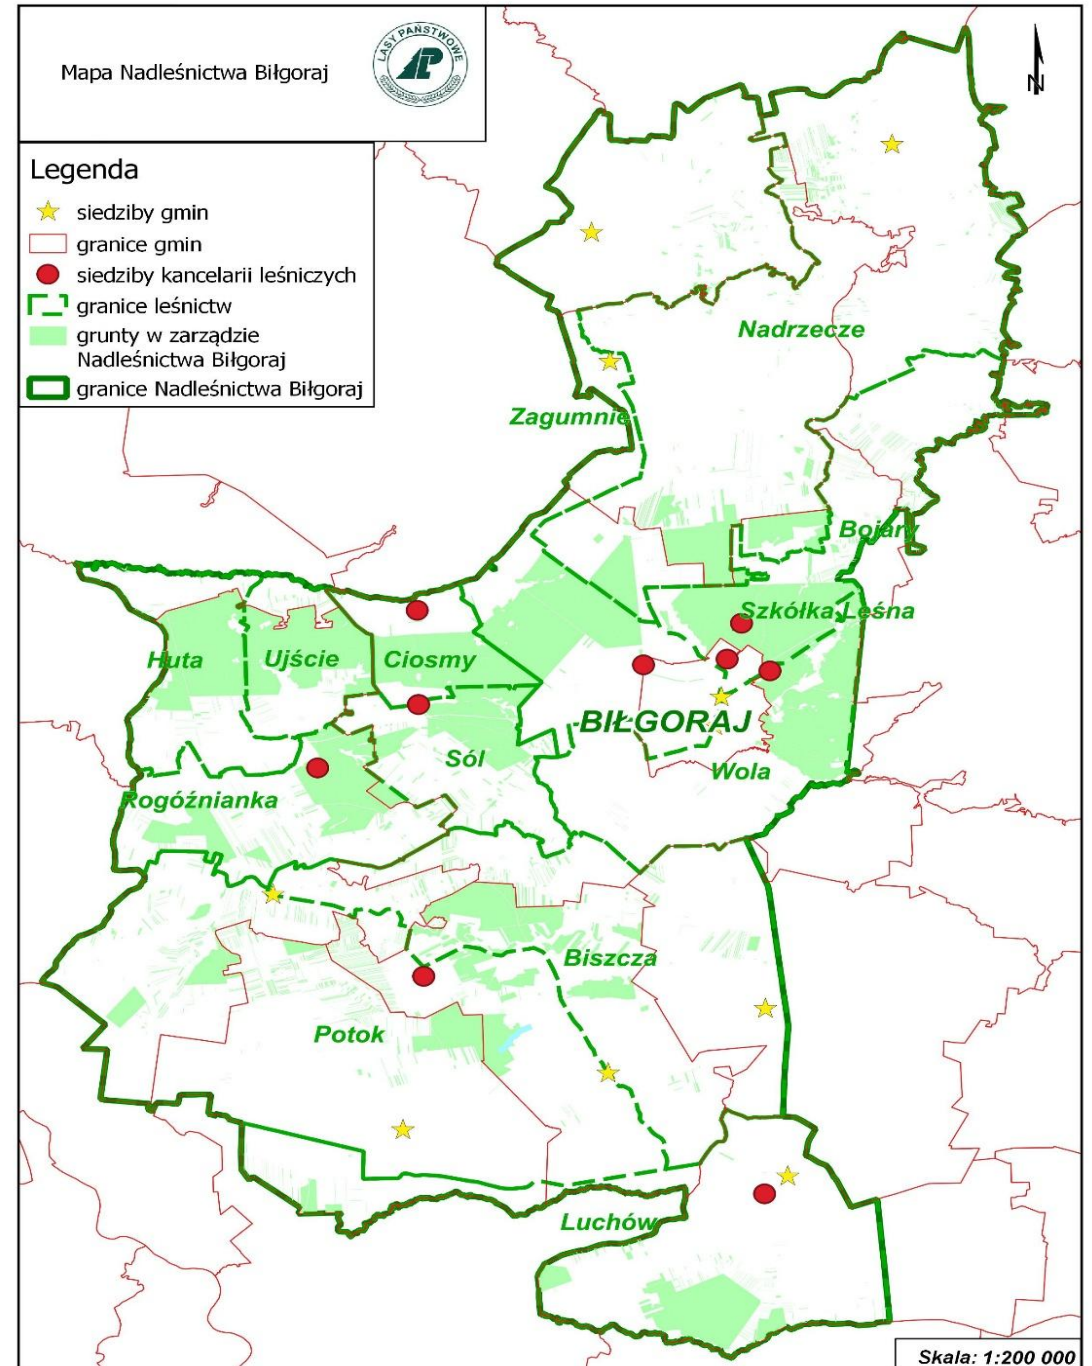 Mapa Nadleśnictwa Biłgoraj
LASY PAŃSTWOWE
N
Legenda
siedziby gmin
granice gmin
siedziby kancelarii leśniczych
granice leśnictw
grunty w zarządzie
Nadleśnictwa Biłgoraj
granice Nadleśnictwa Biłgoraj
Nadrzecze
Zagumnie
Bojary
Szkółka Leśna
Huta
Ujście
Ciosmy
BIŁGORAJ
Sól
Wola
Rogóźnianka
Biszcza
Potok
Luchów
Skala: 1:200 000